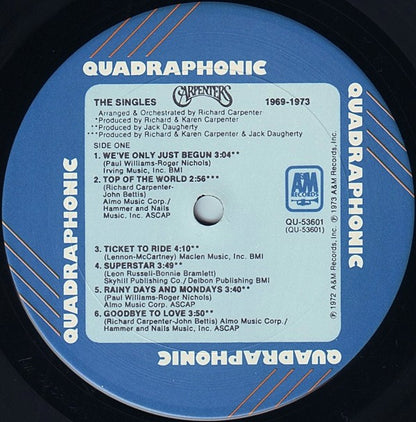 QUADRAPHONIC
QUADRAPHONIC
QUADRAPHONIC
QUADRAPHONIC
CARPENTERS
THE SINGLES 1969-1973
Arranged & Orchestrated by Richard Carpenter
*Produced by Richard & Karen Carpenter
**Produced by Jack Daugherty
***Produced by Richard & Karen Carpenter & Jack Daugherty
SIDE ONE
1. WE'VE ONLY JUST BEGUN 3:04**
(Paul Williams-Roger Nichols)
Irving Music, Inc. BMI
2. TOP OF THE WORLD 2:56***
(Richard Carpenter-
John Bettis)
Almo Music Corp./
Hammer and Nails
Music, Inc. ASCAP
3. TICKET TO RIDE 4:10**
(Lennon-McCartney) Maclen Music, Inc. BMI
4. SUPERSTAR 3:49**
(Leon Russell-Bonnie Bramlett)
Skyhill Publishing Co./Delbon Publishing BMI
5. RAINY DAYS AND MONDAYS 3:40**
(Paul Williams-Roger Nichols)
Almo Music Corp. ASCAP
6. GOODBYE TO LOVE 3:50**
(Richard Carpenter-John Bettis) Almo Music Corp./
Hammer and Nails Music, Inc. ASCAP
A&M
RECORDS
QU-53601
(QU-53601)
℗ 1972 A&M Records, Inc.
℗ 1973 A&M Records, Inc.